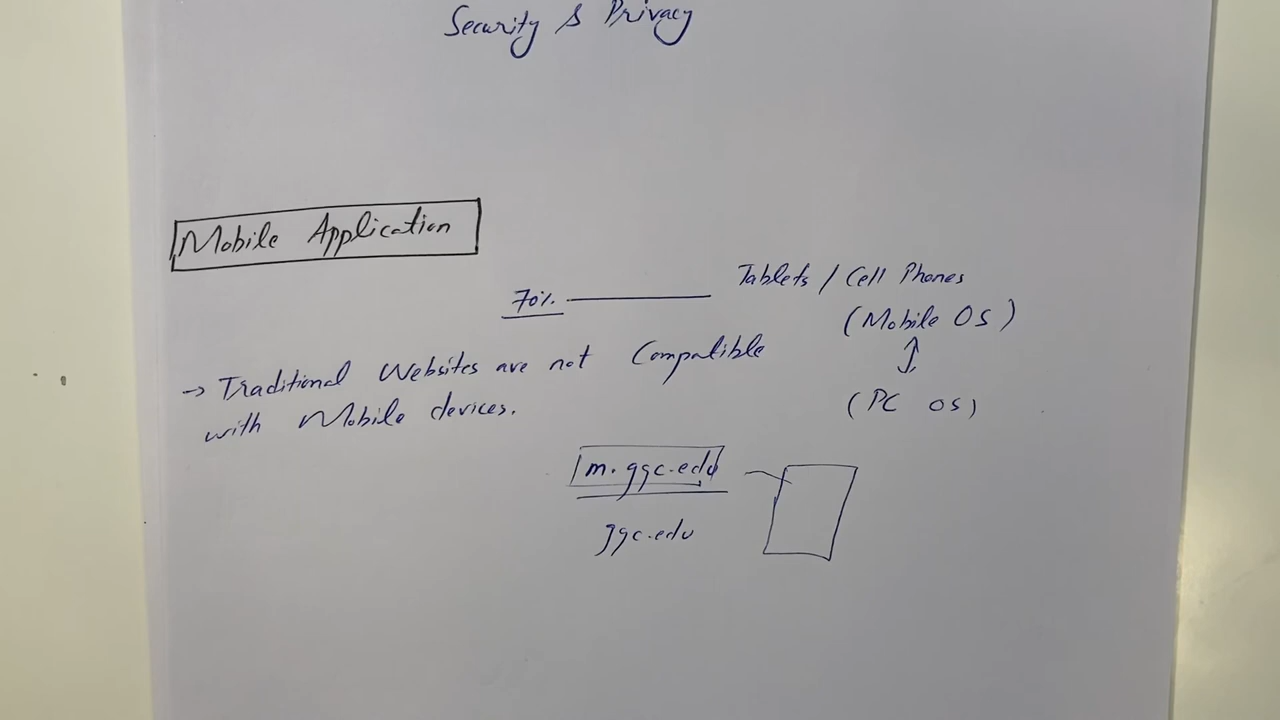 Security & Privacy
Mobile Application
70% Tablets / Cell Phones
(Mobile OS)
→ Traditional Websites are not Compatible
with Mobile devices.
(PC OS)
m.ggc.edu
ggc.edu